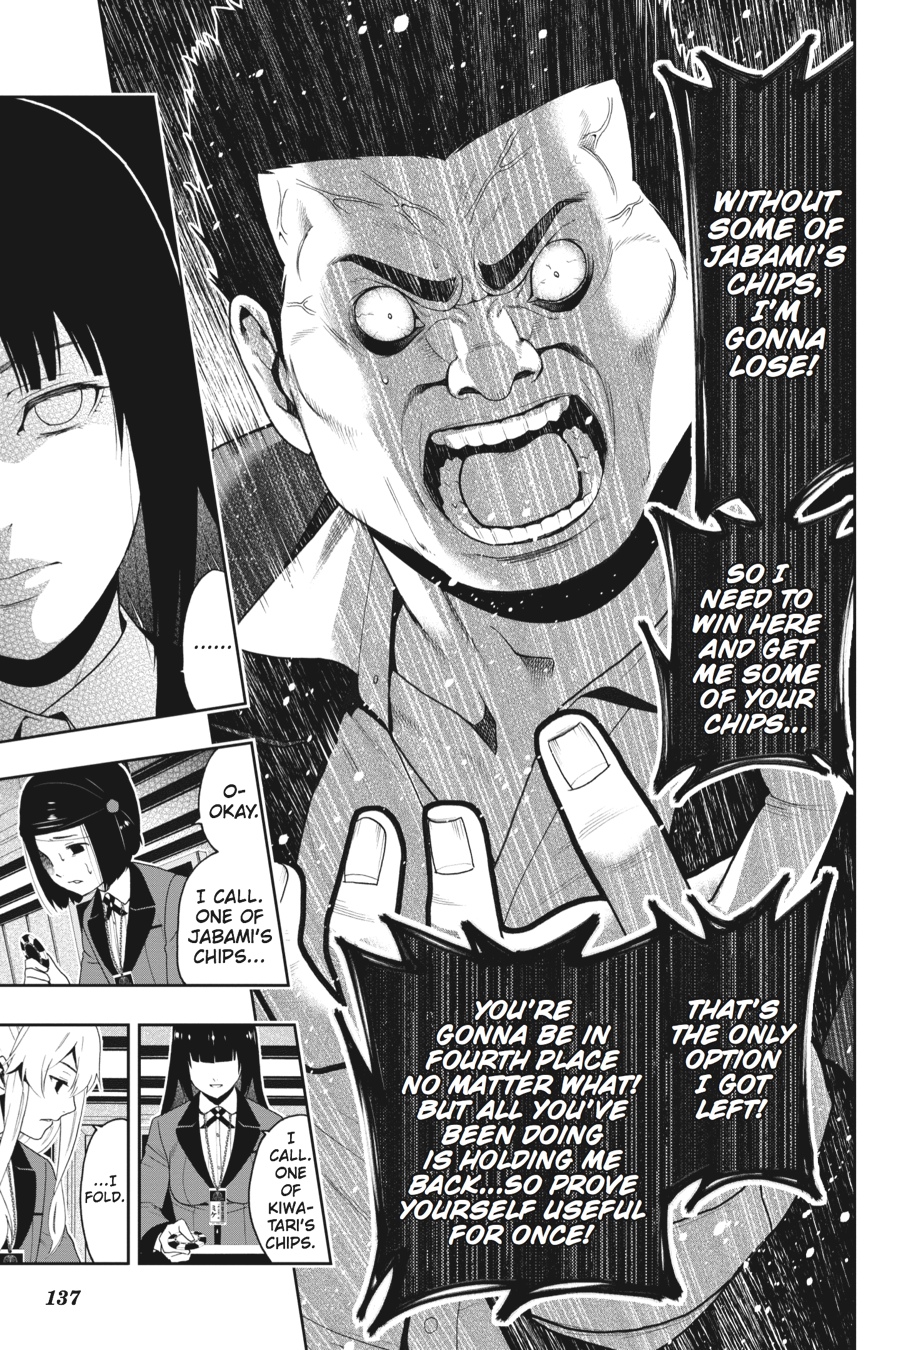 WITHOUT
SOME OF
JABAMI'S
CHIPS,
I'M
GONNA
LOSE!
SO I
NEED TO
WIN HERE
AND GET
ME SOME
OF YOUR
CHIPS...
THAT'S
THE ONLY
OPTION
I GOT
LEFT!
YOU'RE
GONNA BE IN
FOURTH PLACE
NO MATTER WHAT!
BUT ALL YOU'VE
BEEN DOING
IS HOLDING ME
BACK...SO PROVE
YOURSELF USEFUL
FOR ONCE!
......
O-
OKAY.
I CALL.
ONE OF
JABAMI'S
CHIPS...
I
CALL.
ONE
OF
KIWA-
TARI'S
CHIPS.
...I
FOLD.
137